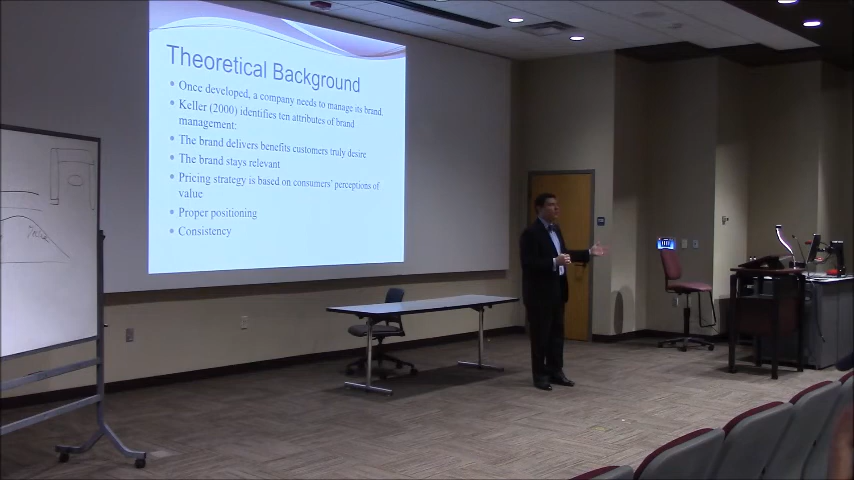 Theoretical Background
• Once developed, a company needs to manage its brand.
• Keller (2000) identifies ten attributes of brand
management:
• The brand delivers benefits customers truly desire
• The brand stays relevant
• Pricing strategy is based on consumers' perceptions of
value
• Proper positioning
• Consistency